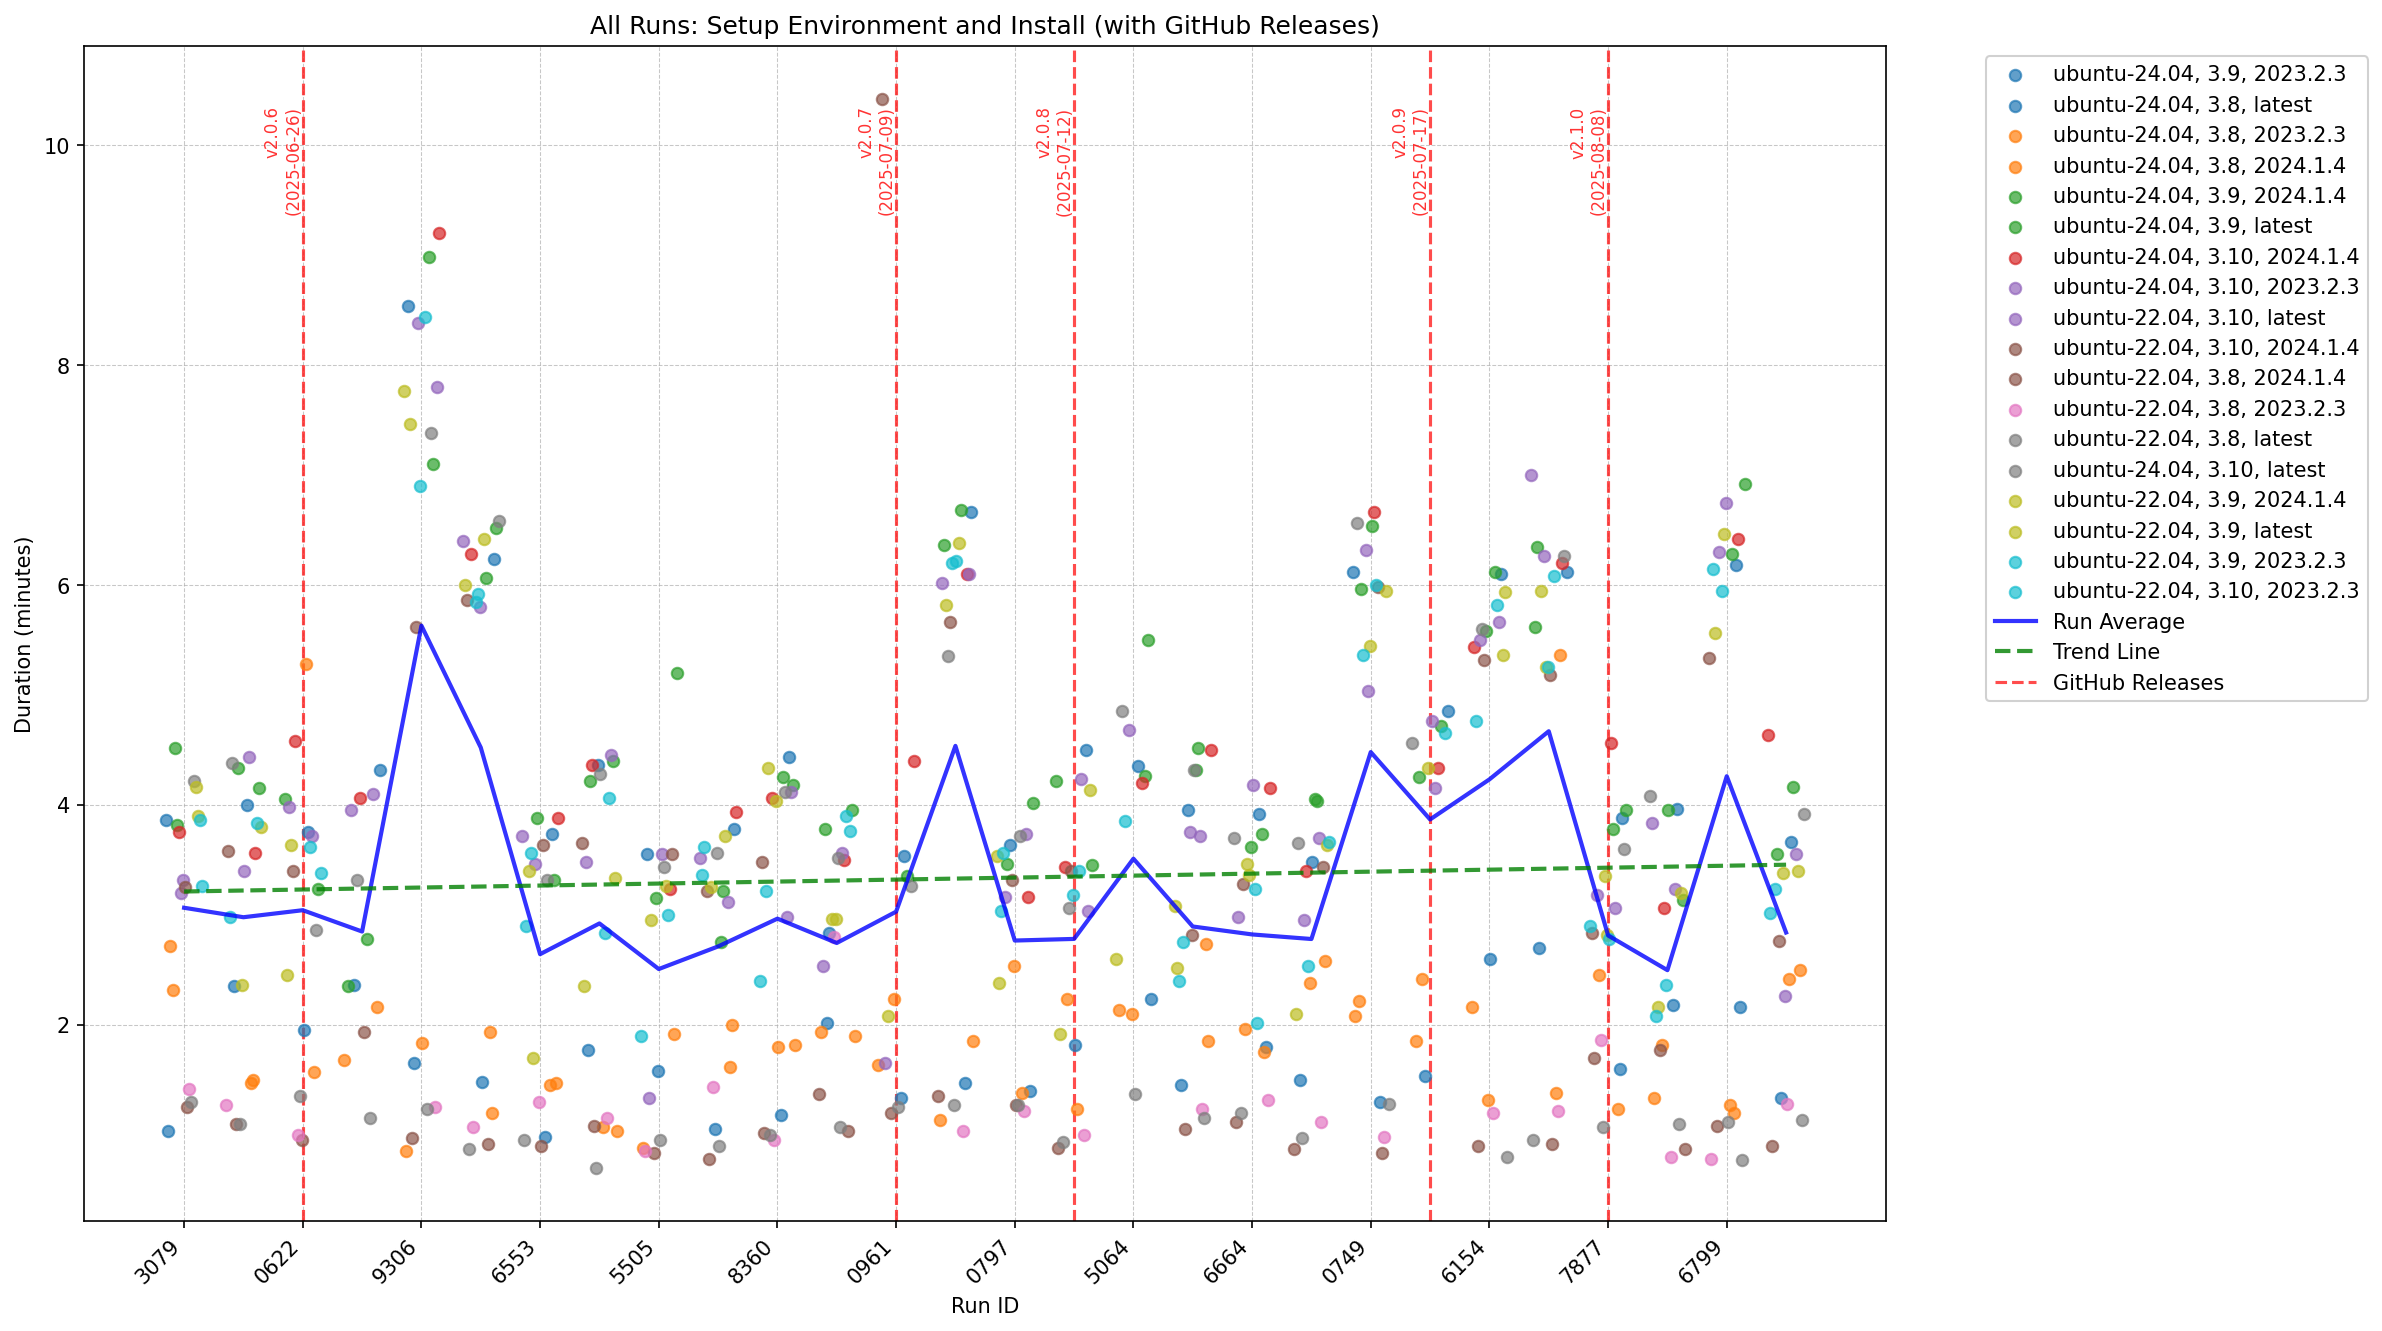 All Runs: Setup Environment and Install (with GitHub Releases)
Duration (minutes)
10
8
6
4
2
v2.0.6
(2025-06-26)
v2.0.7
(2025-07-09)
v2.0.8
(2025-07-12)
v2.0.9
(2025-07-17)
v2.1.0
(2025-08-08)
3079
0622
9306
6553
5505
8360
0961
0797
5064
6664
0749
6154
7877
6799
Run ID
ubuntu-24.04, 3.9, 2023.2.3
ubuntu-24.04, 3.8, latest
ubuntu-24.04, 3.8, 2023.2.3
ubuntu-24.04, 3.8, 2024.1.4
ubuntu-24.04, 3.9, 2024.1.4
ubuntu-24.04, 3.9, latest
ubuntu-24.04, 3.10, 2024.1.4
ubuntu-24.04, 3.10, 2023.2.3
ubuntu-22.04, 3.10, latest
ubuntu-22.04, 3.10, 2024.1.4
ubuntu-22.04, 3.8, 2024.1.4
ubuntu-22.04, 3.8, 2023.2.3
ubuntu-22.04, 3.8, latest
ubuntu-24.04, 3.10, latest
ubuntu-22.04, 3.9, 2024.1.4
ubuntu-22.04, 3.9, latest
ubuntu-22.04, 3.9, 2023.2.3
ubuntu-22.04, 3.10, 2023.2.3
Run Average
Trend Line
GitHub Releases